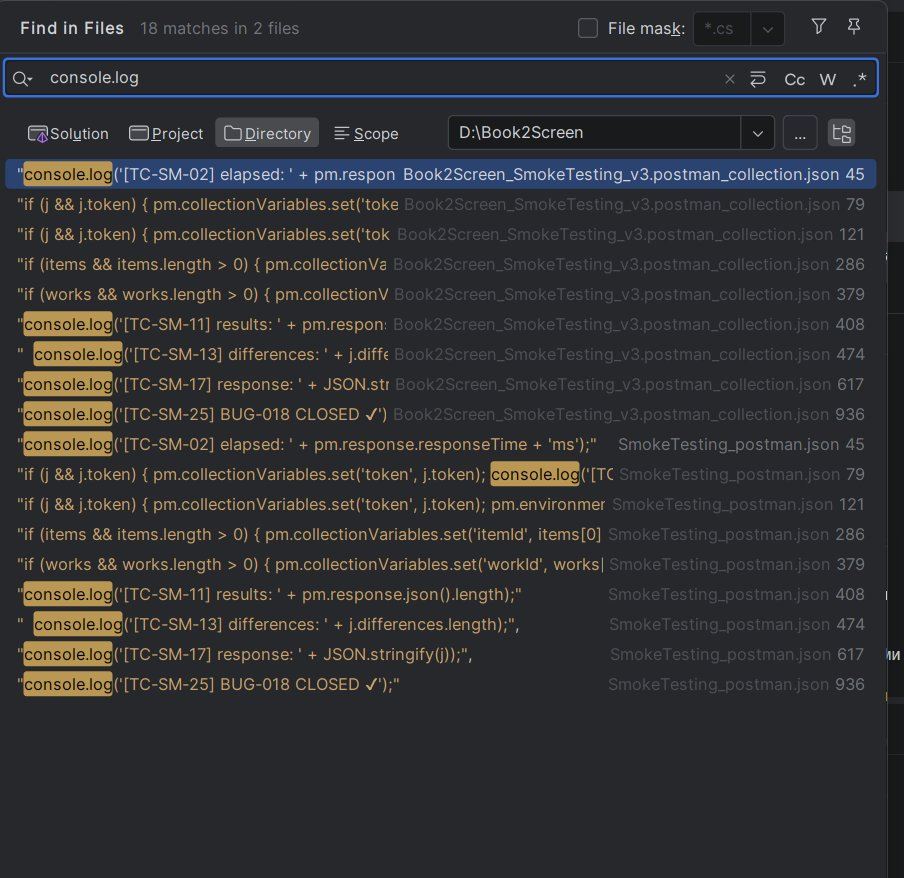 Find in Files 18 matches in 2 files File mask: *.cs
console.log Cc W .*
Solution Project Directory Scope D:\Book2Screen ...
"console.log('[TC-SM-02] elapsed: ' + pm.respon Book2Screen_SmokeTesting_v3.postman_collection.json 45
"if (j && j.token) { pm.collectionVariables.set('toke Book2Screen_SmokeTesting_v3.postman_collection.json 79
"if (j && j.token) { pm.collectionVariables.set('tok Book2Screen_SmokeTesting_v3.postman_collection.json 121
"if (items && items.length > 0) { pm.collectionVa Book2Screen_SmokeTesting_v3.postman_collection.json 286
"if (works && works.length > 0) { pm.collectionV Book2Screen_SmokeTesting_v3.postman_collection.json 379
"console.log('[TC-SM-11] results: ' + pm.respon: Book2Screen_SmokeTesting_v3.postman_collection.json 408
" console.log('[TC-SM-13] differences: ' + j.diffe Book2Screen_SmokeTesting_v3.postman_collection.json 474
"console.log('[TC-SM-17] response: ' + JSON.str Book2Screen_SmokeTesting_v3.postman_collection.json 617
"console.log('[TC-SM-25] BUG-018 CLOSED ✓') Book2Screen_SmokeTesting_v3.postman_collection.json 936
"console.log('[TC-SM-02] elapsed: ' + pm.response.responseTime + 'ms');" SmokeTesting_postman.json 45
"if (j && j.token) { pm.collectionVariables.set('token', j.token); console.log('[TC SmokeTesting_postman.json 79
"if (j && j.token) { pm.collectionVariables.set('token', j.token); pm.environmer SmokeTesting_postman.json 121
"if (items && items.length > 0) { pm.collectionVariables.set('itemId', items[0] SmokeTesting_postman.json 286
"if (works && works.length > 0) { pm.collectionVariables.set('workId', works| SmokeTesting_postman.json 379
"console.log('[TC-SM-11] results: ' + pm.response.json().length);" SmokeTesting_postman.json 408
" console.log('[TC-SM-13] differences: ' + j.differences.length);", SmokeTesting_postman.json 474
"console.log('[TC-SM-17] response: ' + JSON.stringify(j));", SmokeTesting_postman.json 617
"console.log('[TC-SM-25] BUG-018 CLOSED ✓');" SmokeTesting_postman.json 936